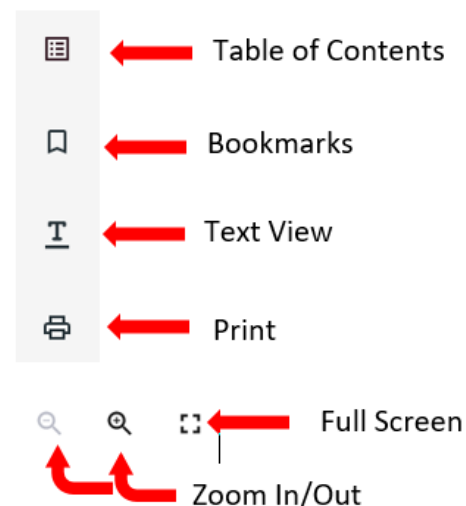 Table of Contents
Bookmarks
Text View
Print
Full Screen
Zoom In/Out